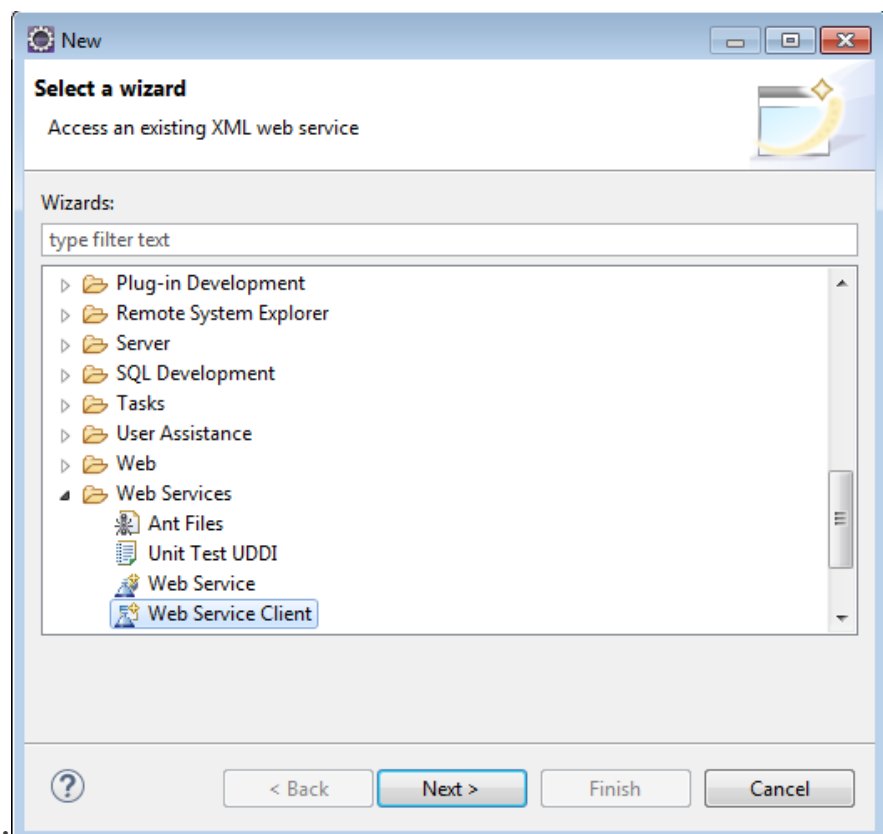 New
Select a wizard
Access an existing XML web service
Wizards:
type filter text
Plug-in Development
Remote System Explorer
Server
SQL Development
Tasks
User Assistance
Web
Web Services
Ant Files
Unit Test UDDI
Web Service
Web Service Client
< Back Next > Finish Cancel